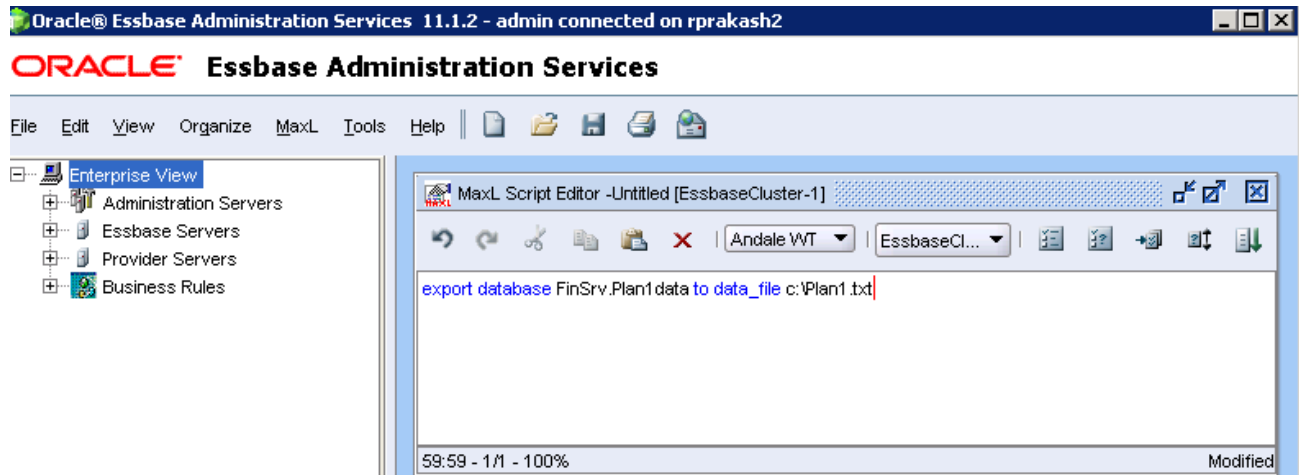 Oracle® Essbase Administration Services 11.1.2 - admin connected on rprakash2
ORACLE® Essbase Administration Services
File Edit View Organize MaxL Tools Help
Enterprise View
Administration Servers
Essbase Servers
Provider Servers
Business Rules
MAXL MaxL Script Editor -Untitled [EssbaseCluster-1]
Andale WT EssbaseCl...
export database FinSrv.Plan1data to data_file c:\Plan1.txt
59:59 - 1/1 - 100% Modified